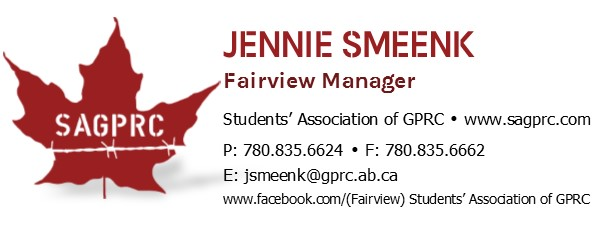 SAGPRC
JENNIE SMEENK
Fairview Manager
Students’ Association of GPRC • www.sagprc.com
P: 780.835.6624 • F: 780.835.6662
E: jsmeenk@gprc.ab.ca
www.facebook.com/(Fairview) Students’ Association of GPRC